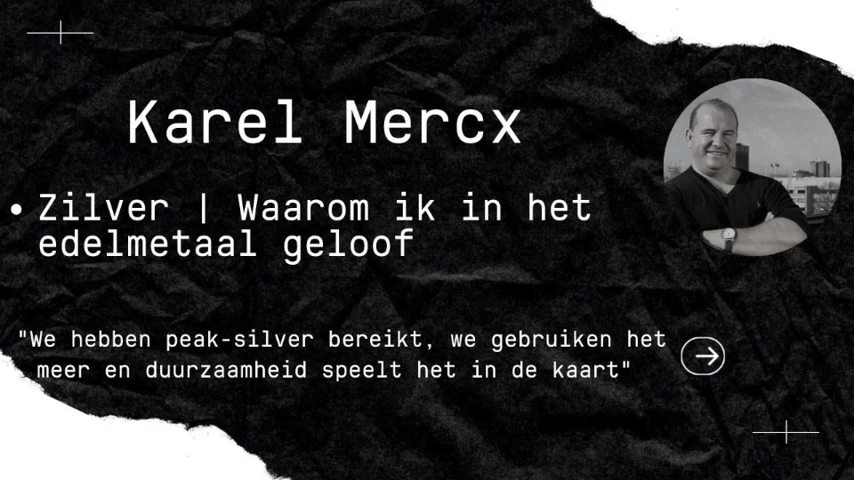 Karel Mercx
• Zilver | Waarom ik in het
edelmetaal geloof
"We hebben peak-silver bereikt, we gebruiken het
meer en duurzaamheid speelt het in de kaart"